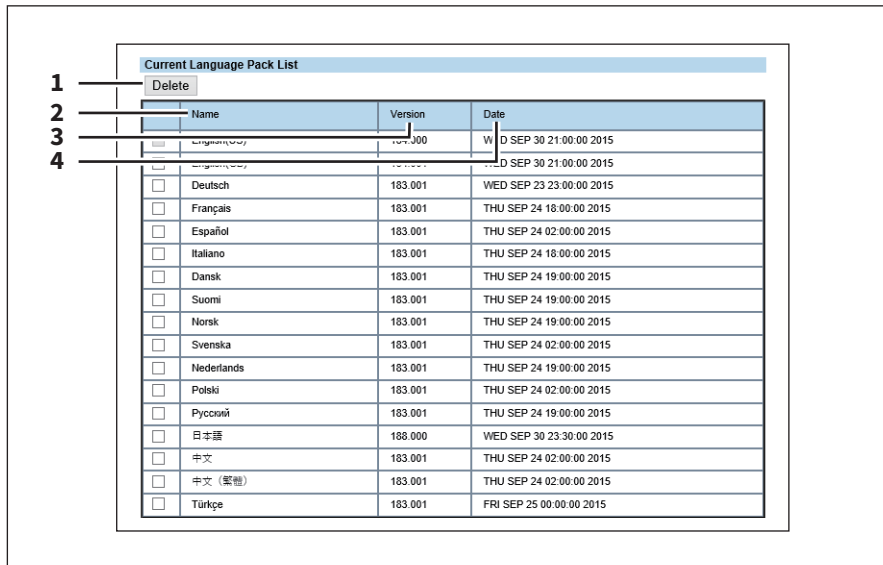 Current Language Pack List
1
Delete
2 Name Version Date
3
English(US) 184.000 WED SEP 30 21:00:00 2015
4
WED SEP 30 21:00:00 2015
Deutsch 183.001 WED SEP 23 23:00:00 2015
Français 183.001 THU SEP 24 18:00:00 2015
Español 183.001 THU SEP 24 02:00:00 2015
Italiano 183.001 THU SEP 24 18:00:00 2015
Dansk 183.001 THU SEP 24 19:00:00 2015
Suomi 183.001 THU SEP 24 19:00:00 2015
Norsk 183.001 THU SEP 24 19:00:00 2015
Svenska 183.001 THU SEP 24 02:00:00 2015
Nederlands 183.001 THU SEP 24 19:00:00 2015
Polski 183.001 THU SEP 24 02:00:00 2015
Русский 183.001 THU SEP 24 19:00:00 2015
日本語 188.000 WED SEP 30 23:30:00 2015
中文 183.001 THU SEP 24 02:00:00 2015
中文（繁體） 183.001 THU SEP 24 02:00:00 2015
Türkçe 183.001 FRI SEP 25 00:00:00 2015